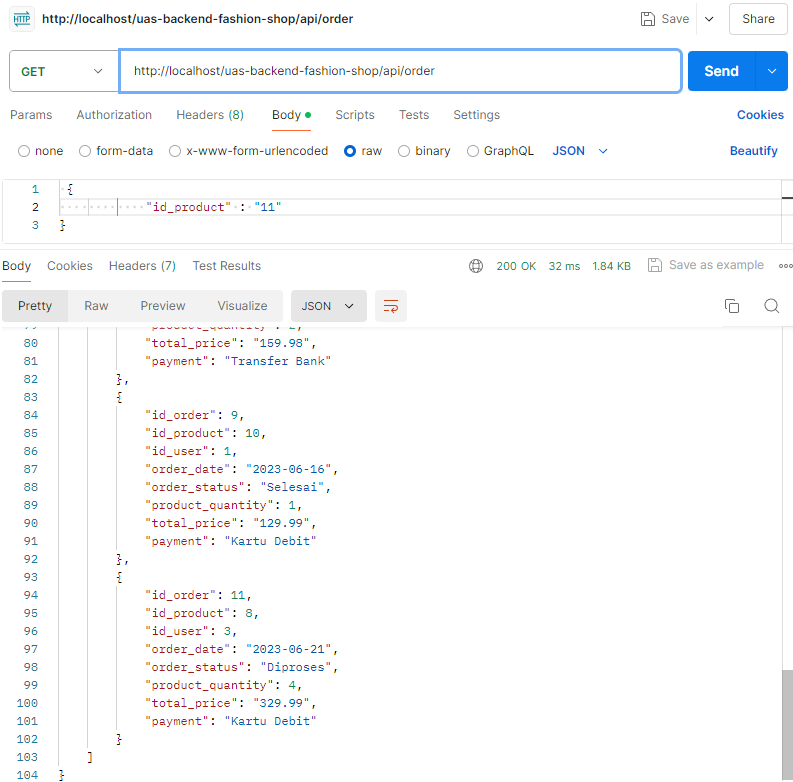 HTTP http://localhost/uas-backend-fashion-shop/api/order Save Share
GET http://localhost/uas-backend-fashion-shop/api/order Send
Params Authorization Headers (8) Body Scripts Tests Settings Cookies
none form-data x-www-form-urlencoded raw binary GraphQL JSON Beautify
1 {
2 "id_product" : "11"
3 }
Body Cookies Headers (7) Test Results 200 OK 32 ms 1.84 KB Save as example
Pretty Raw Preview Visualize JSON
79 "product_quantity": 2,
80 "total_price": "159.98",
81 "payment": "Transfer Bank"
82 },
83 {
84 "id_order": 9,
85 "id_product": 10,
86 "id_user": 1,
87 "order_date": "2023-06-16",
88 "order_status": "Selesai",
89 "product_quantity": 1,
90 "total_price": "129.99",
91 "payment": "Kartu Debit"
92 },
93 {
94 "id_order": 11,
95 "id_product": 8,
96 "id_user": 3,
97 "order_date": "2023-06-21",
98 "order_status": "Diproses",
99 "product_quantity": 4,
100 "total_price": "329.99",
101 "payment": "Kartu Debit"
102 }
103 ]
104 }